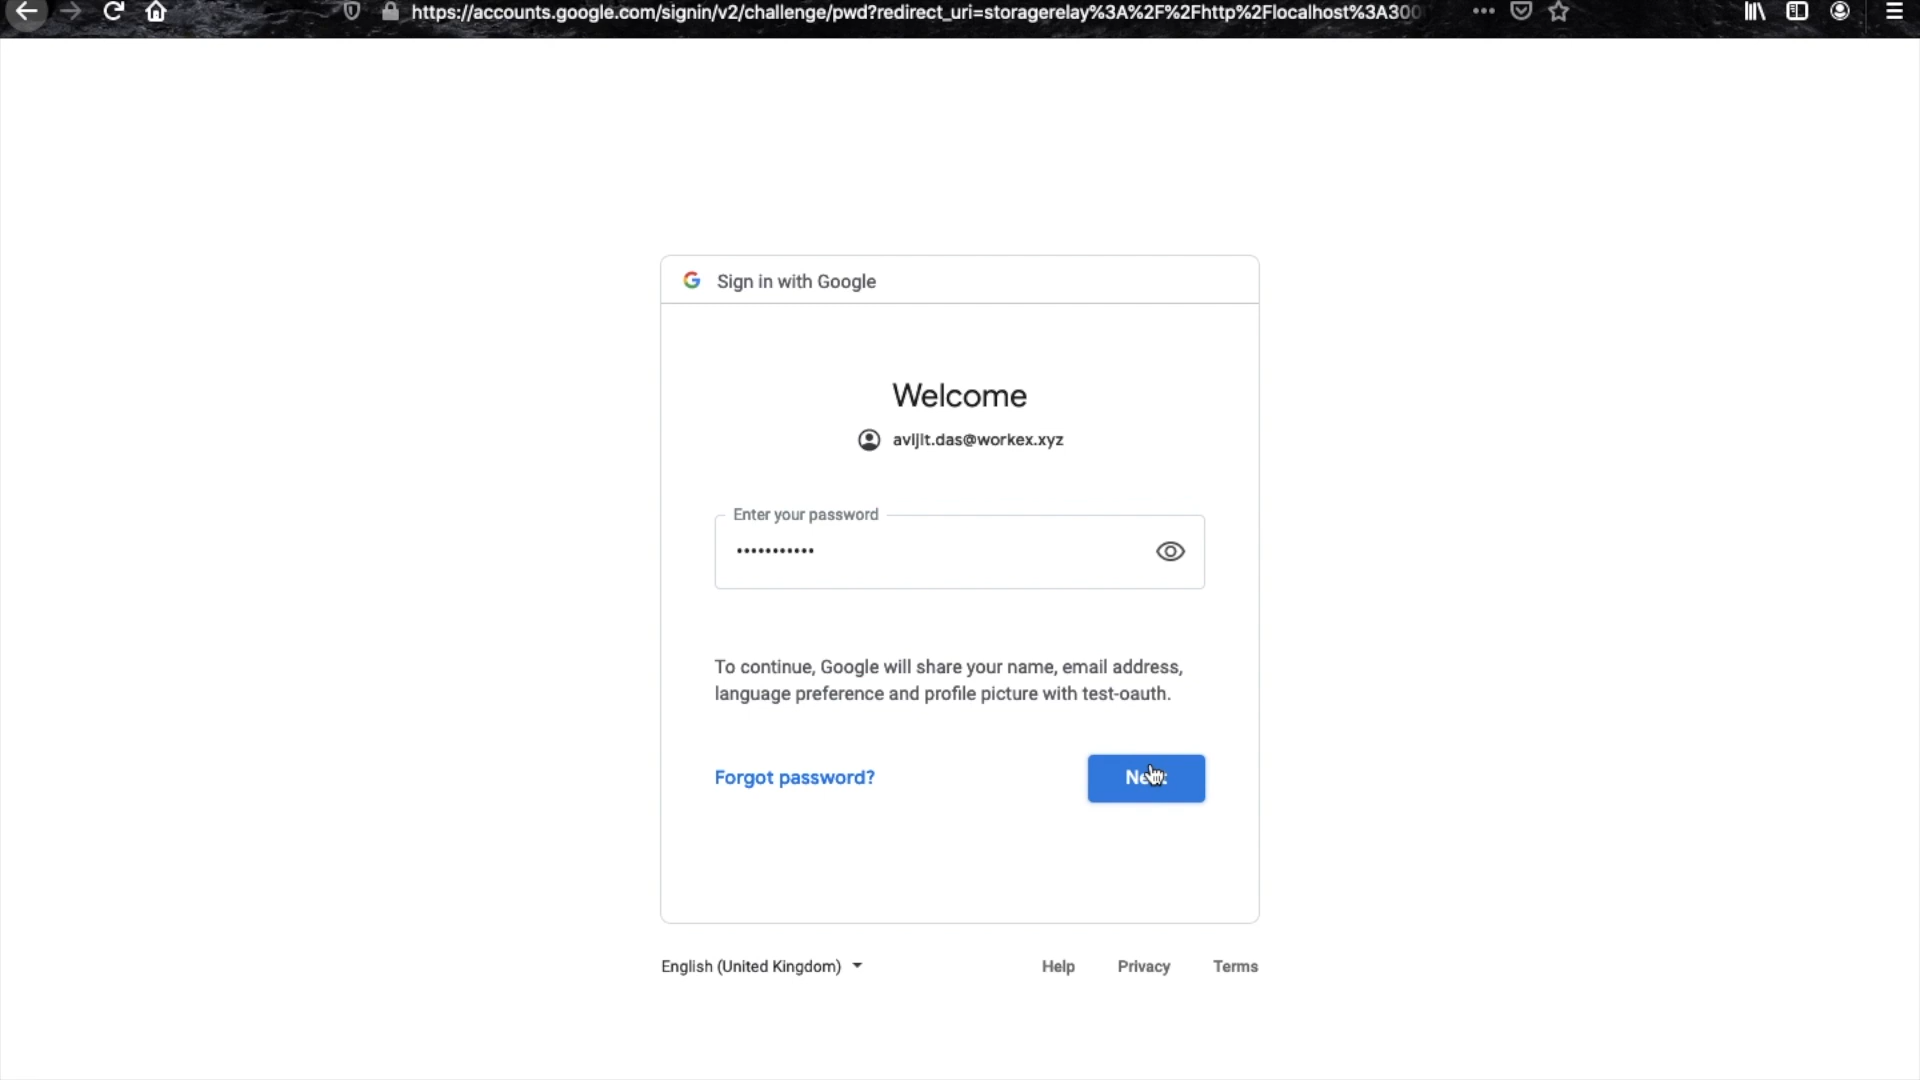 https://accounts.google.com/signin/v2/challenge/pwd?redirect_uri=storagerelay%3A%2F%2Fhttp%2Flocalhost%3A300
Sign in with Google
Welcome
avijit.das@workex.xyz
Enter your password
•••••••••••
To continue, Google will share your name, email address,
language preference and profile picture with test-oauth.
Forgot password?
English (United Kingdom)
Help Privacy Terms